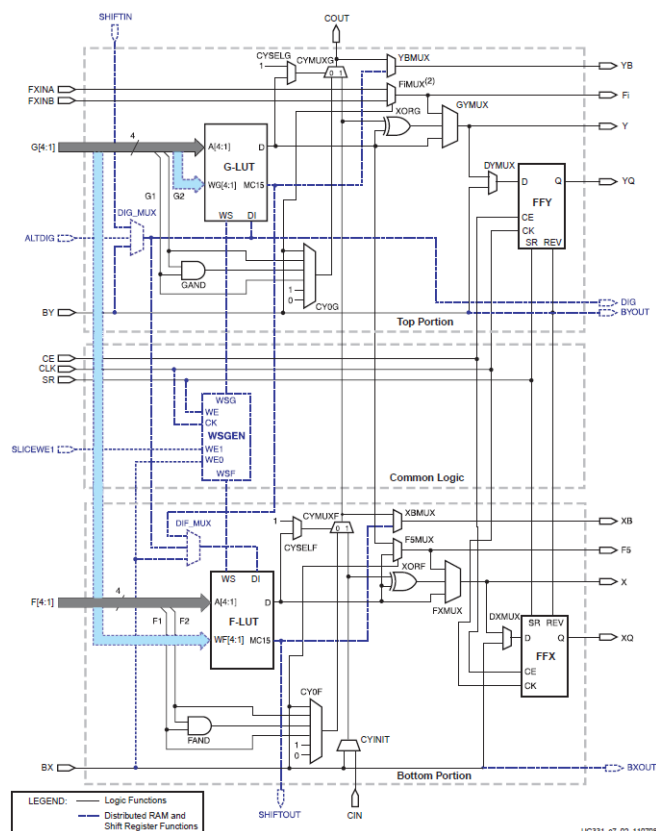 SHIFTIN
COUT
YBMUX
YB
CYSELG
CYMUXG
1
0 1
FXINA
FiMUX(2)
Fi
FXINB
XORG
GYMUX
Y
G[4:1]
4
A[4:1]
D
G-LUT
DYMUX
G1
G2
WG[4:1]
MC15
D
Q
YQ
FFY
DIG_MUX
WS
DI
CE
CK
ALTDIG
SR REV
GAND
1
0
CY0G
DIG
BY
BYOUT
Top Portion
CE
CLK
SR
WSG
WE
CK
WSGEN
SLICEWE1
WE1
WE0
WSF
Common Logic
XBMUX
XB
CYMUXF
DIF_MUX
1
0 1
F5MUX
F5
CYSELF
WS
DI
XORF
X
F[4:1]
4
A[4:1]
D
FXMUX
F-LUT
DXMUX
SR REV
F1
F2
WF[4:1]
MC15
D
Q
XQ
FFX
CE
CK
CY0F
FAND
CYINIT
1
0
BX
BXOUT
Bottom Portion
LEGEND:
Logic Functions
Distributed RAM and
Shift Register Functions
SHIFTOUT
CIN